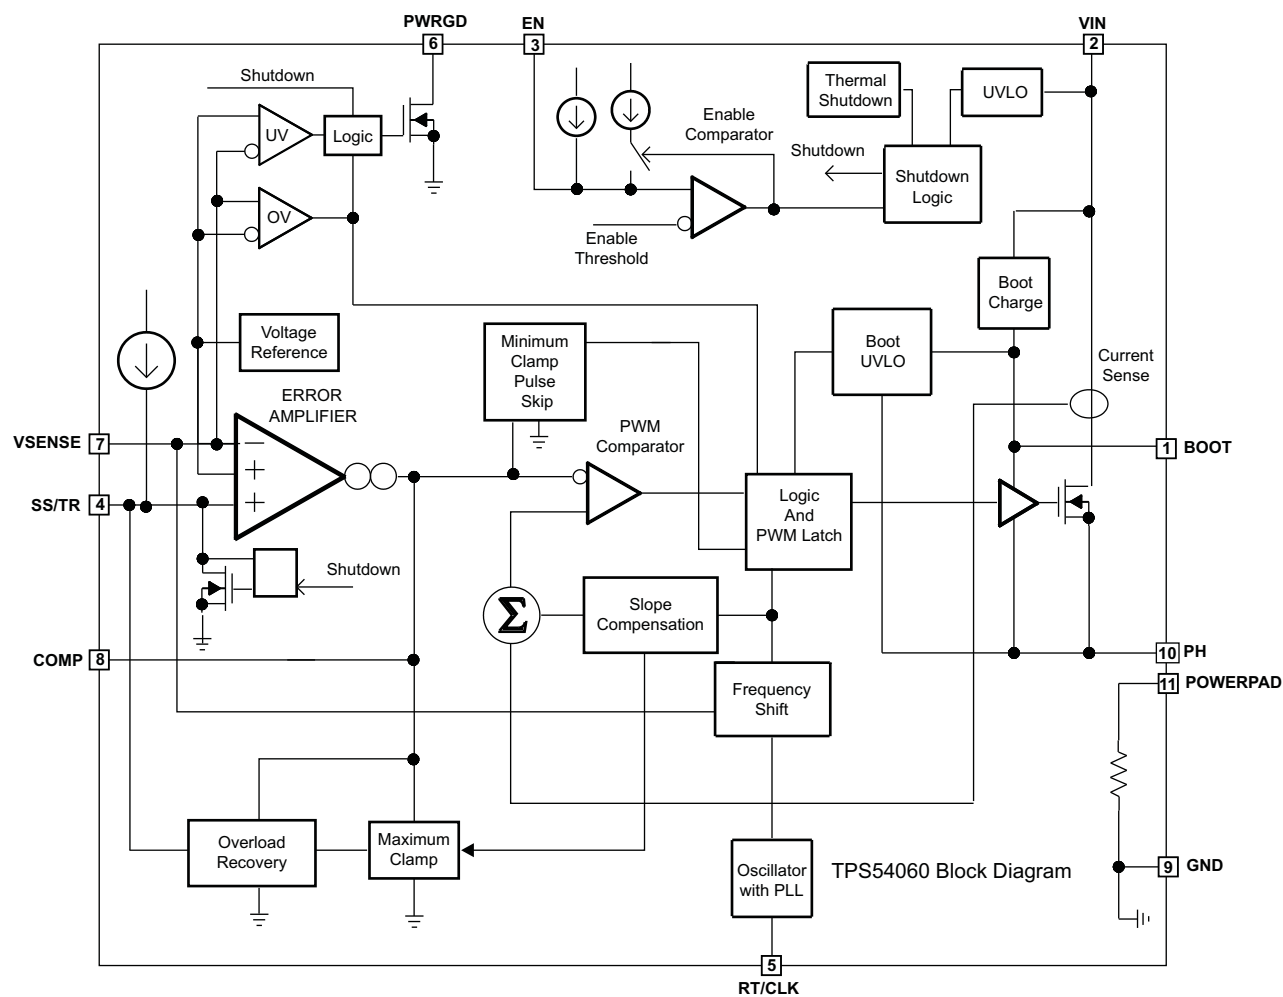 PWRGD
EN
VIN
6
3
2
Shutdown
Thermal
Shutdown
UVLO
UV
Logic
Enable
Comparator
Shutdown
Shutdown
Logic
OV
Enable
Threshold
Boot
Charge
Voltage
Reference
Minimum
Clamp
Pulse
Skip
Boot
UVLO
Current
Sense
ERROR
AMPLIFIER
PWM
Comparator
VSENSE 7
−
+
+
1 BOOT
SS/TR 4
Logic
And
PWM Latch
Shutdown
Σ
Slope
Compensation
COMP 8
10 PH
11 POWERPAD
Frequency
Shift
Overload
Recovery
Maximum
Clamp
Oscillator
with PLL
TPS54060 Block Diagram
9 GND
5
RT/CLK